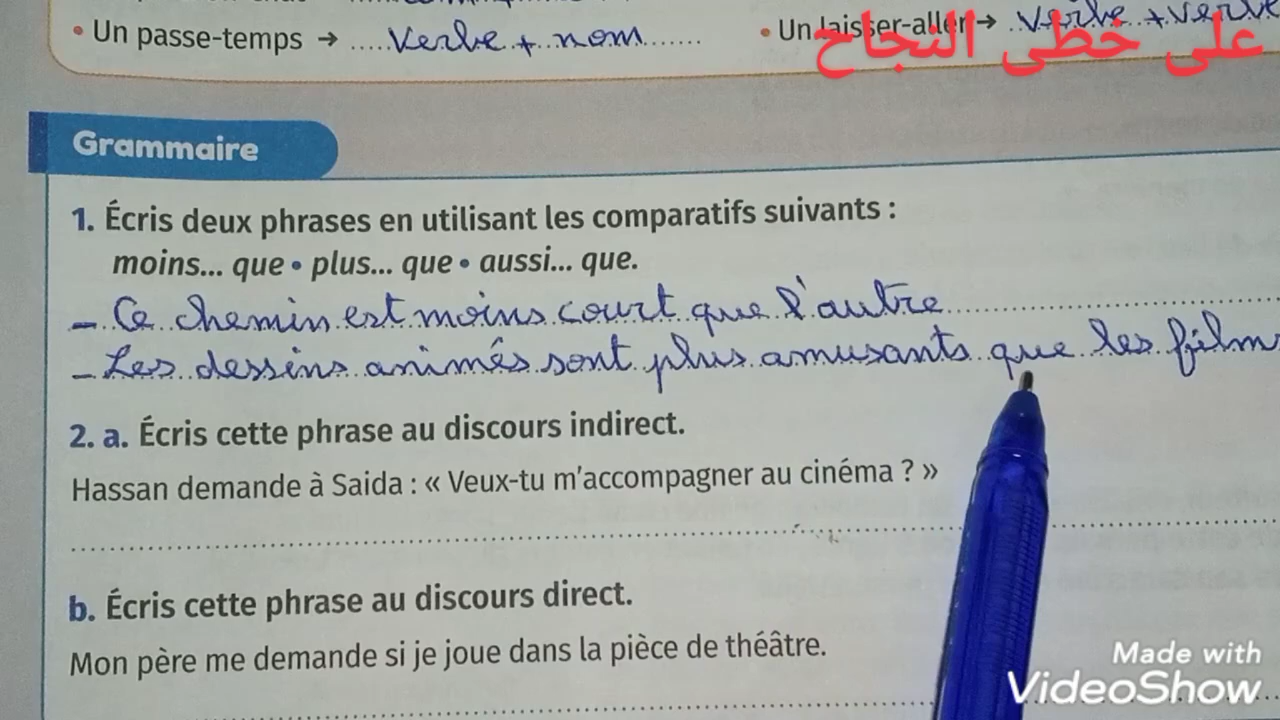 • Un passe-temps → .....Verbe + nom....... • Un laisser-aller → ..Verbe + Verbe
على خطى النجاح
Grammaire
1. Écris deux phrases en utilisant les comparatifs suivants :
moins... que • plus... que • aussi... que.
– Ce chemin est moins court que l'autre
– Les dessins animés sont plus amusants que les film
2. a. Écris cette phrase au discours indirect.
Hassan demande à Saida : « Veux-tu m'accompagner au cinéma ? »
b. Écris cette phrase au discours direct.
Mon père me demande si je joue dans la pièce de théâtre.
Made with
VideoShow